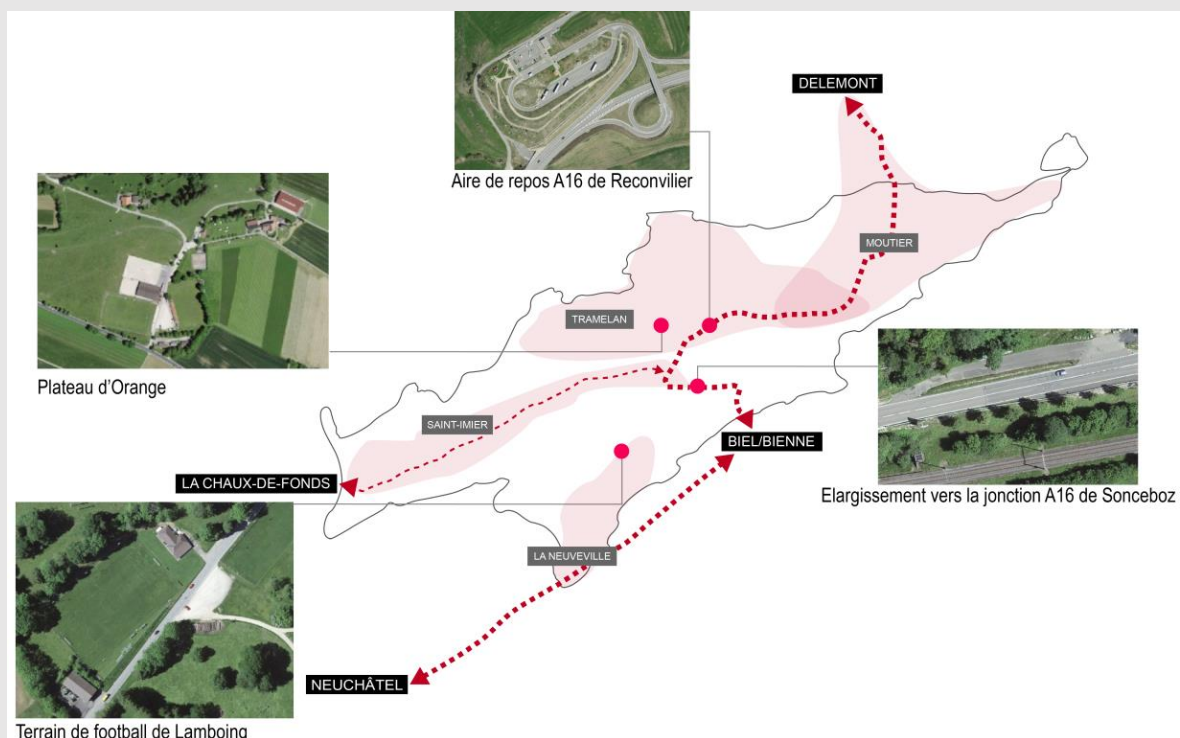 DELEMONT
Aire de repos A16 de Reconvilier
MOUTIER
TRAMELAN
Plateau d'Orange
SAINT-IMIER
BIEL/BIENNE
LA CHAUX-DE-FONDS
Elargissement vers la jonction A16 de Sonceboz
LA NEUVEVILLE
NEUCHÂTEL
Terrain de football de Lamboing